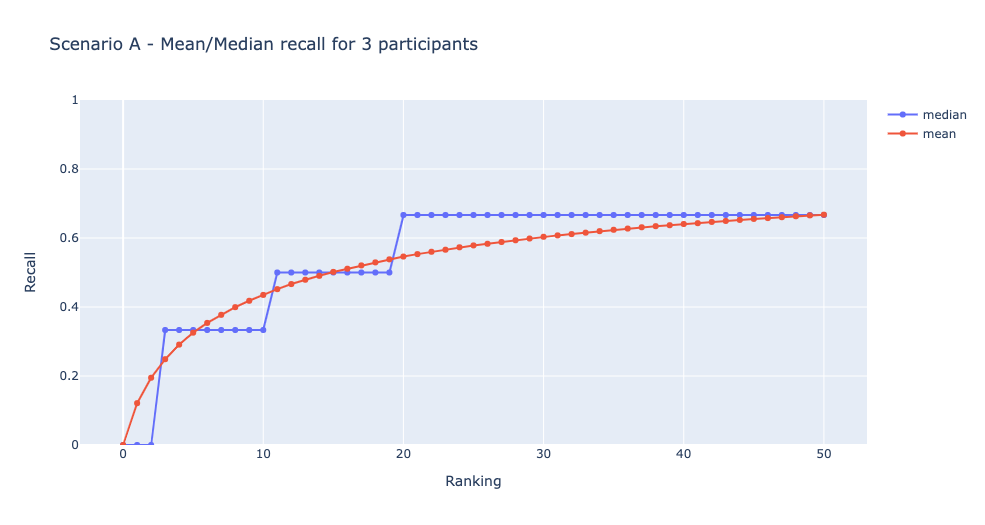 Scenario A - Mean/Median recall for 3 participants
median
mean
Recall
1
0.8
0.6
0.4
0.2
0
0 10 20 30 40 50
Ranking